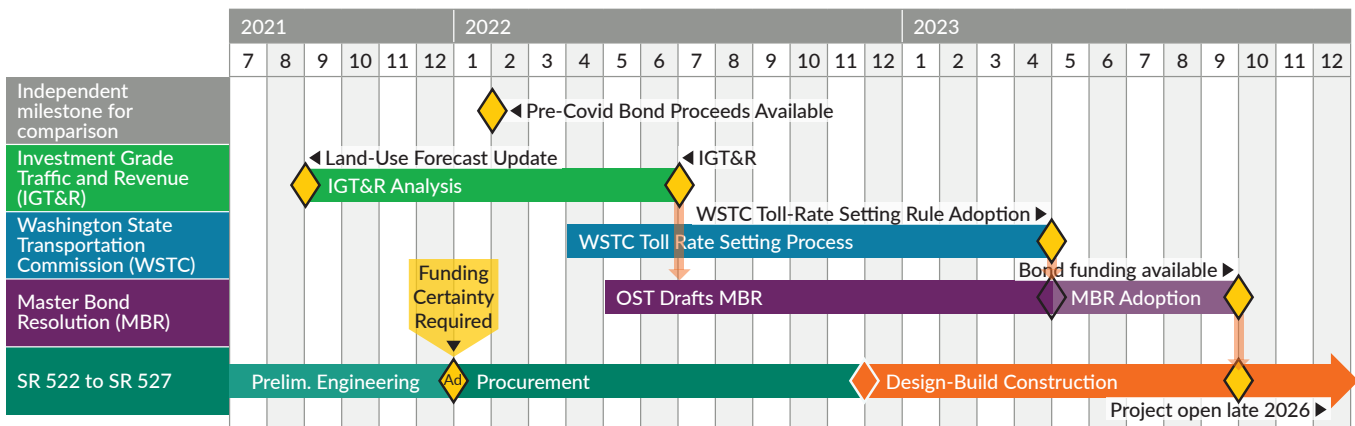 2021 2022 2023
7 8 9 10 11 12 1 2 3 4 5 6 7 8 9 10 11 12 1 2 3 4 5 6 7 8 9 10 11 12
Independent
milestone for
comparison
Pre-Covid Bond Proceeds Available
Investment Grade
Traffic and Revenue
(IGT&R)
Land-Use Forecast Update
IGT&R
IGT&R Analysis
Washington State
Transportation
Commission (WSTC)
WSTC Toll-Rate Setting Rule Adoption
WSTC Toll Rate Setting Process
Master Bond
Resolution (MBR)
Bond funding available
OST Drafts MBR
MBR Adoption
Funding
Certainty
Required
SR 522 to SR 527
Prelim. Engineering
Ad
Procurement
Design-Build Construction
Project open late 2026